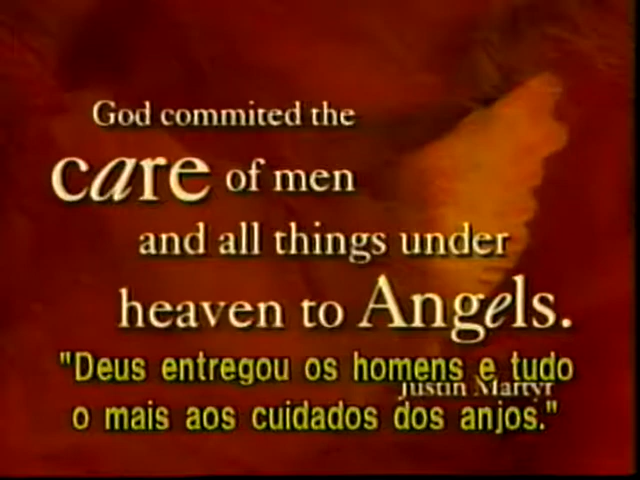 God commited the
care of men
and all things under
heaven to Angels.
"Deus entregou os homens e tudo
Justin Martyr
o mais aos cuidados dos anjos."